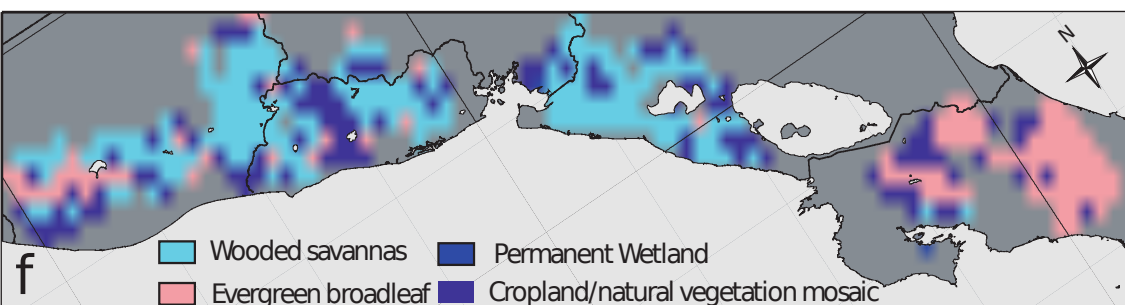 N
f
Wooded savannas
Permanent Wetland
Evergreen broadleaf
Cropland/natural vegetation mosaic